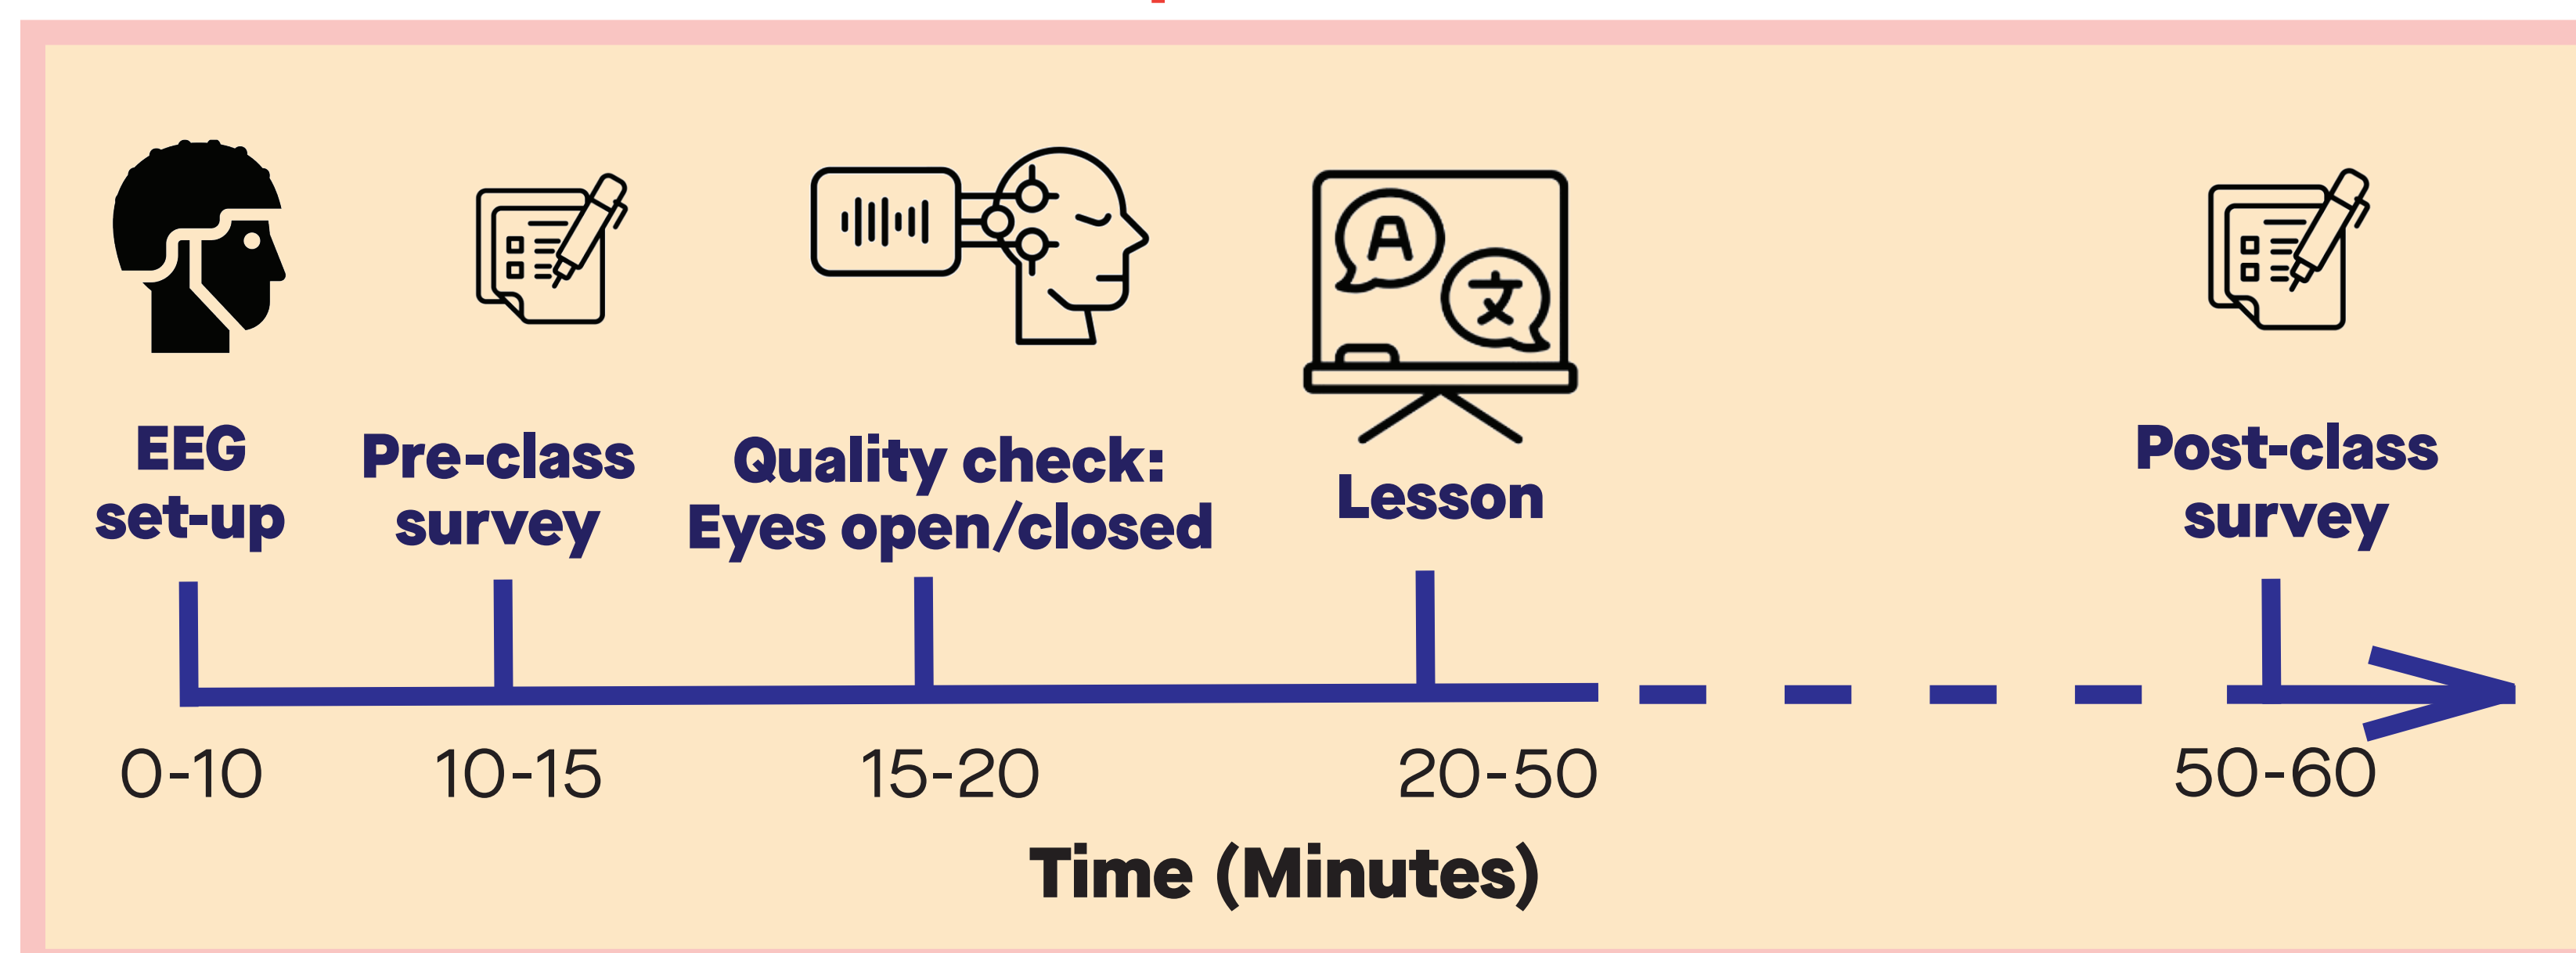 A
文
EEG
set-up
Pre-class
survey
Quality check:
Eyes open/closed
Lesson
Post-class
survey
0-10
10-15
15-20
20-50
50-60
Time (Minutes)